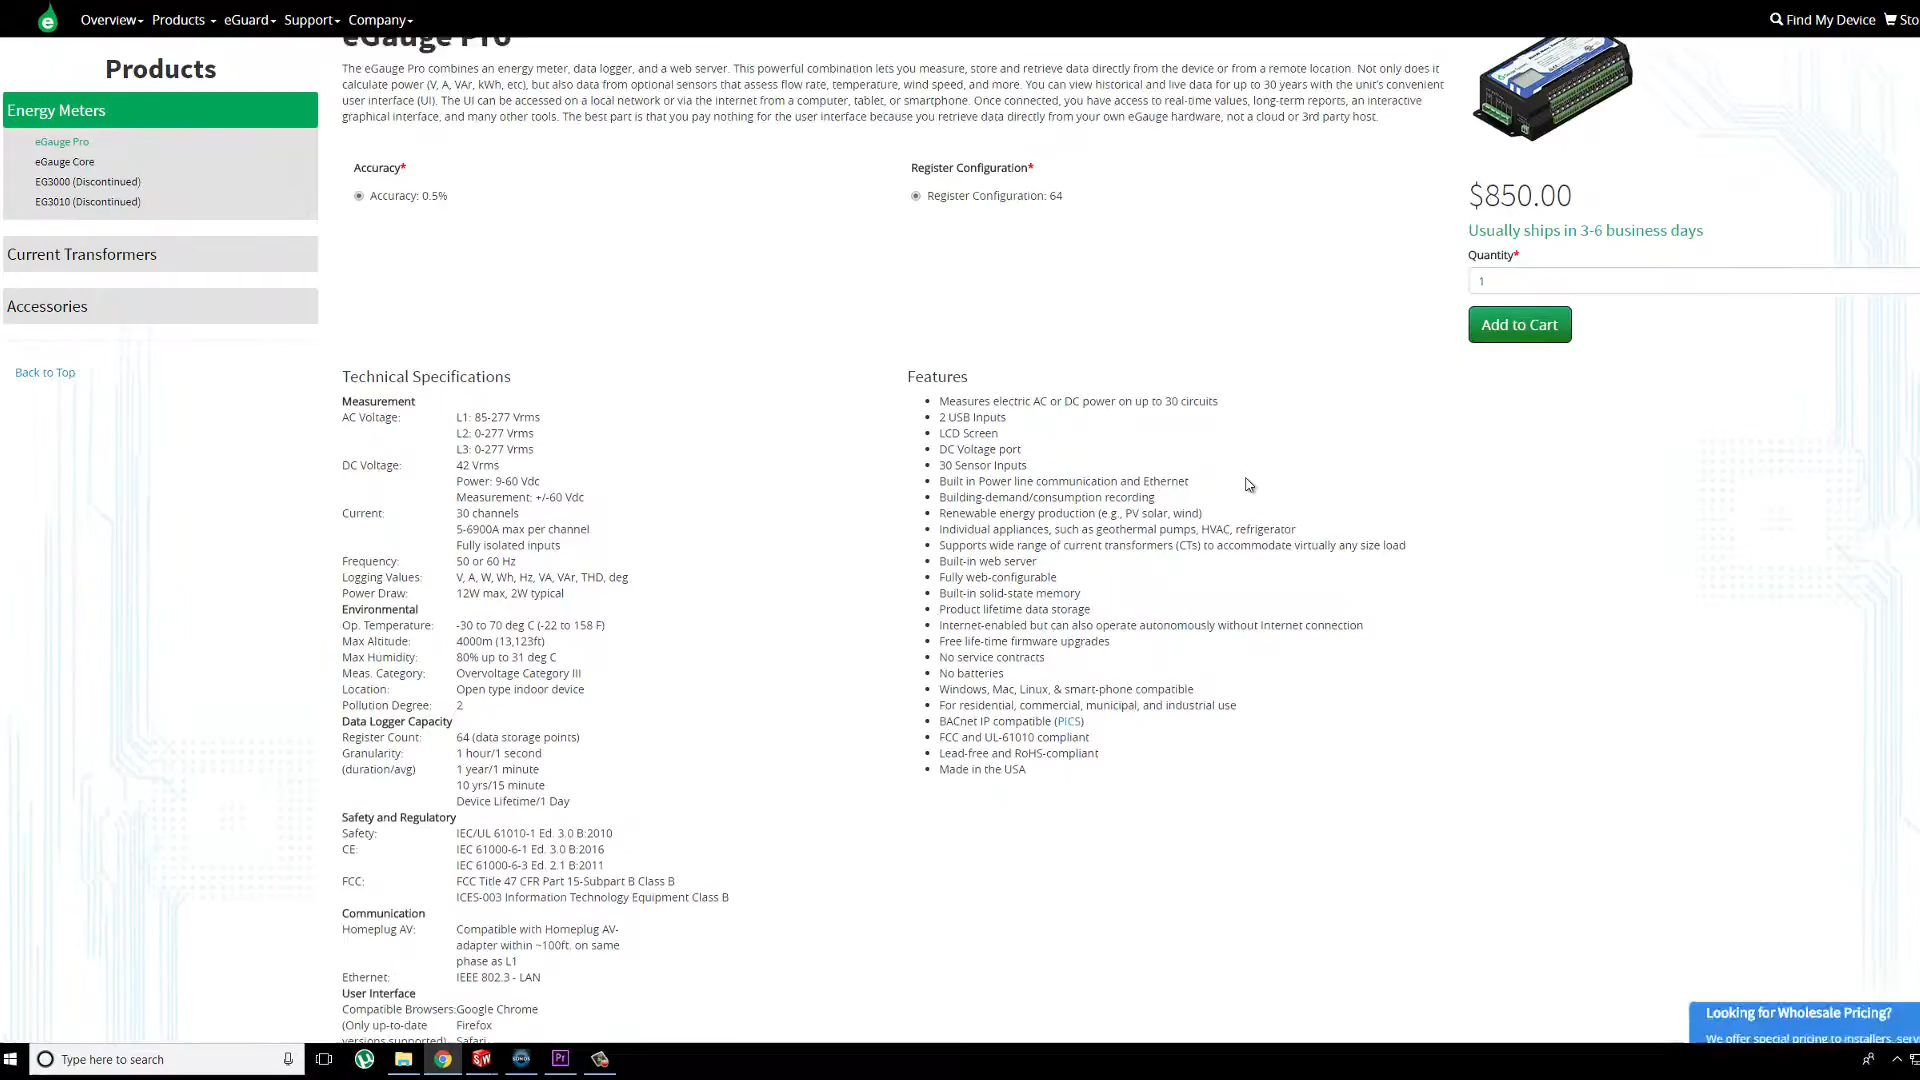 Overview Products eGuard Support Company Find My Device Sto
Products
Energy Meters
eGauge Pro
eGauge Core
EG3000 (Discontinued)
EG3010 (Discontinued)
Current Transformers
Accessories
Back to Top
eGauge Pro
The eGauge Pro combines an energy meter, data logger, and a web server. This powerful combination lets you measure, store and retrieve data directly from the device or from a remote location. Not only does it
calculate power (V, A, VAr, kWh, etc), but also data from optional sensors that assess flow rate, temperature, wind speed, and more. You can view historical and live data for up to 30 years with the unit's convenient
user interface (UI). The UI can be accessed on a local network or via the internet from a computer, tablet, or smartphone. Once connected, you have access to real-time values, long-term reports, an interactive
graphical interface, and many other tools. The best part is that you pay nothing for the user interface because you retrieve data directly from your own eGauge hardware, not a cloud or 3rd party host.
Accuracy*
Accuracy: 0.5%
Register Configuration*
Register Configuration: 64
$850.00
Usually ships in 3-6 business days
Quantity*
1
Add to Cart
Technical Specifications
Measurement
AC Voltage: L1: 85-277 Vrms
L2: 0-277 Vrms
L3: 0-277 Vrms
DC Voltage: 42 Vrms
Power: 9-60 Vdc
Measurement: +/-60 Vdc
Current: 30 channels
5-6900A max per channel
Fully isolated inputs
Frequency: 50 or 60 Hz
Logging Values: V, A, W, Wh, Hz, VA, VAr, THD, deg
Power Draw: 12W max, 2W typical
Environmental
Op. Temperature: -30 to 70 deg C (-22 to 158 F)
Max Altitude: 4000m (13,123ft)
Max Humidity: 80% up to 31 deg C
Meas. Category: Overvoltage Category III
Location: Open type indoor device
Pollution Degree: 2
Data Logger Capacity
Register Count: 64 (data storage points)
Granularity: 1 hour/1 second
(duration/avg) 1 year/1 minute
10 yrs/15 minute
Device Lifetime/1 Day
Safety and Regulatory
Safety: IEC/UL 61010-1 Ed. 3.0 B:2010
CE: IEC 61000-6-1 Ed. 3.0 B:2016
IEC 61000-6-3 Ed. 2.1 B:2011
FCC: FCC Title 47 CFR Part 15-Subpart B Class B
ICES-003 Information Technology Equipment Class B
Communication
Homeplug AV: Compatible with Homeplug AV-
adapter within ~100ft. on same
phase as L1
Ethernet: IEEE 802.3 - LAN
User Interface
Compatible Browsers: Google Chrome
(Only up-to-date Firefox
versions supported) Safari
Features
• Measures electric AC or DC power on up to 30 circuits
• 2 USB Inputs
• LCD Screen
• DC Voltage port
• 30 Sensor Inputs
• Built in Power line communication and Ethernet
• Building-demand/consumption recording
• Renewable energy production (e.g., PV solar, wind)
• Individual appliances, such as geothermal pumps, HVAC, refrigerator
• Supports wide range of current transformers (CTs) to accommodate virtually any size load
• Built-in web server
• Fully web-configurable
• Built-in solid-state memory
• Product lifetime data storage
• Internet-enabled but can also operate autonomously without Internet connection
• Free life-time firmware upgrades
• No service contracts
• No batteries
• Windows, Mac, Linux, & smart-phone compatible
• For residential, commercial, municipal, and industrial use
• BACnet IP compatible (PICS)
• FCC and UL-61010 compliant
• Lead-free and RoHS-compliant
• Made in the USA
Looking for Wholesale Pricing?
We offer special pricing to installers, serv
Type here to search
SW
SONOS
Pr